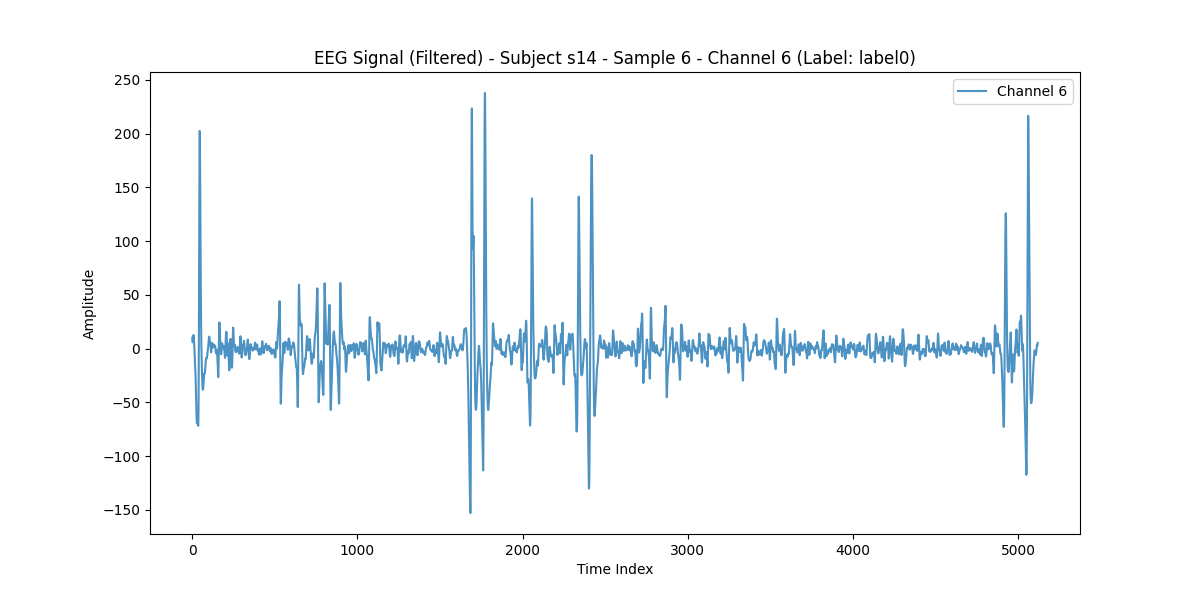 EEG Signal (Filtered) - Subject s14 - Sample 6 - Channel 6 (Label: label0)
Channel 6
250
200
150
100
50
0
−50
−100
−150
Amplitude
0 1000 2000 3000 4000 5000
Time Index